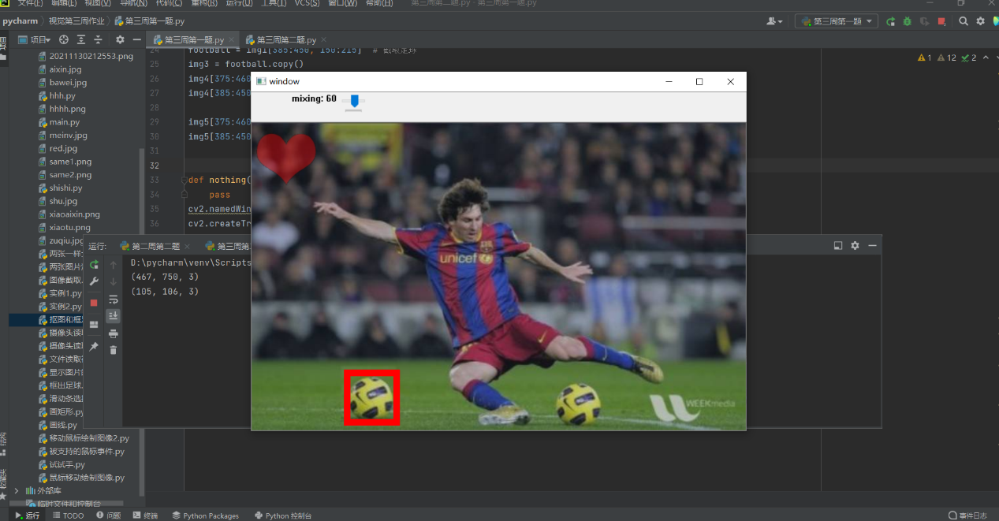 文件(F) 编辑(E) 视图(V) 导航(N) 代码(C) 重构(R) 运行(U) 工具(T) VCS(S) 窗口(W) 帮助(H) 第三周第二题.py - 第三周第一题.py
pycharm 视觉第三周作业 第三周第一题.py
第三周第一题
项目 第三周第一题.py 第三周第二题.py
20211130212553.png
aixin.jpg
bawei.jpg
hhh.py
hhhh.png
main.py
meinv.jpg
red.jpg
same1.png
same2.png
shishi.py
shu.jpg
xiaoaixin.png
xiaotu.png
zuqiu.jpg
两张一样
两张图片
图像截取
实例1.py
实例2.py
抠图和框
摄像头读
摄像头读
文件读取
显示图片
框出足球
滑动条选
画矩形.py
画线.py
移动鼠标绘制图像2.py
被支持的鼠标事件.py
试试手.py
鼠标移动绘制图像.py
外部库
临时文件和控制台
24 football = img1[385:450, 150:215] # 截取足球
25 img3 = football.copy()
26 img4[375:460
27 img4[385:450
28
29 img5[375:460
30 img5[385:450
31
32
33 def nothing(
34 pass
35 cv2.namedWin
36 cv2.createTr
1 12 2
window
mixing: 60
unicef
WEEKmedia
运行: 第二周第二题 第三周第
D:\pycharm\venv\Scripts
(467, 750, 3)
(105, 106, 3)
运行 TODO 问题 终端 Python Packages Python 控制台 事件日志